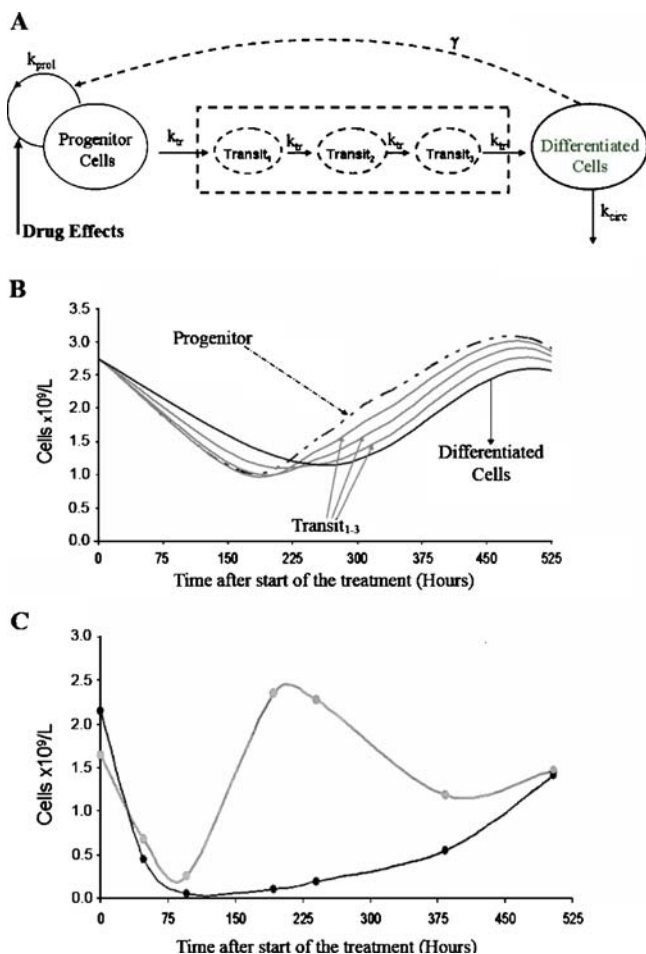 A
k_prol
γ
Progenitor
Cells
k_tr
Transit₁
k_tr
Transit₂
k_tr
Transit₃
k_tr
Differentiated
Cells
Drug Effects
k_circ
B
3.5
3.0
2.5
2.0
1.5
1.0
0.5
0.0
Cells x10⁹/L
Progenitor
Differentiated
Cells
Transit₁₋₃
0 75 150 225 300 375 450 525
Time after start of the treatment (Hours)
C
3.0
2.5
2.0
1.5
1.0
0.5
0.0
Cells x10⁹/L
0 75 150 225 300 375 450 525
Time after start of the treatment (Hours)